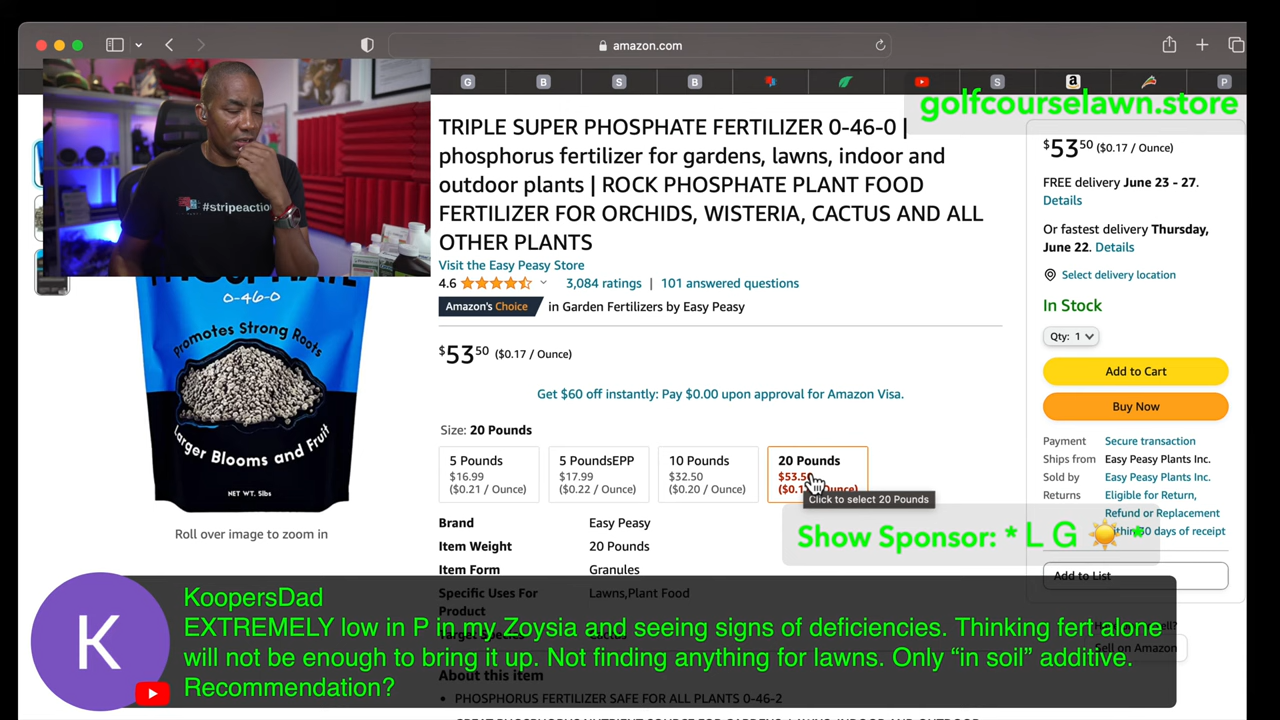 amazon.com
golfcourselawn.store
#stripeactio
TRIPLE SUPER PHOSPHATE FERTILIZER 0-46-0 |
phosphorus fertilizer for gardens, lawns, indoor and
outdoor plants | ROCK PHOSPHATE PLANT FOOD
FERTILIZER FOR ORCHIDS, WISTERIA, CACTUS AND ALL
OTHER PLANTS
Visit the Easy Peasy Store
4.6
3,084 ratings | 101 answered questions
Amazon's Choice in Garden Fertilizers by Easy Peasy
$53 50 ($0.17 / Ounce)
Get $60 off instantly: Pay $0.00 upon approval for Amazon Visa.
Size: 20 Pounds
5 Pounds
$16.99
($0.21 / Ounce)
5 PoundsEPP
$17.99
($0.22 / Ounce)
10 Pounds
$32.50
($0.20 / Ounce)
20 Pounds
$53.50
Ounce)
Click to select 20 Pounds
Brand Easy Peasy
Item Weight 20 Pounds
Item Form Granules
Specific Uses For Lawns,Plant Food
Product
About this item
• PHOSPHORUS FERTILIZER SAFE FOR ALL PLANTS 0-46-2
0-46-0
Promotes Strong Roots
Larger Blooms and Fruit
NET WT. 5lbs
Roll over image to zoom in
$53 50 ($0.17 / Ounce)
FREE delivery June 23 - 27.
Details
Or fastest delivery Thursday,
June 22. Details
Select delivery location
In Stock
Qty: 1
Add to Cart
Buy Now
Payment Secure transaction
Ships from Easy Peasy Plants Inc.
Sold by Easy Peasy Plants Inc.
Returns Eligible for Return,
Refund or Replacement
within 30 days of receipt
Add to List
Sell on Amazon
Show Sponsor: * L G ☀️ *
K
KoopersDad
EXTREMELY low in P in my Zoysia and seeing signs of deficiencies. Thinking fert alone
will not be enough to bring it up. Not finding anything for lawns. Only “in soil” additive.
Recommendation?